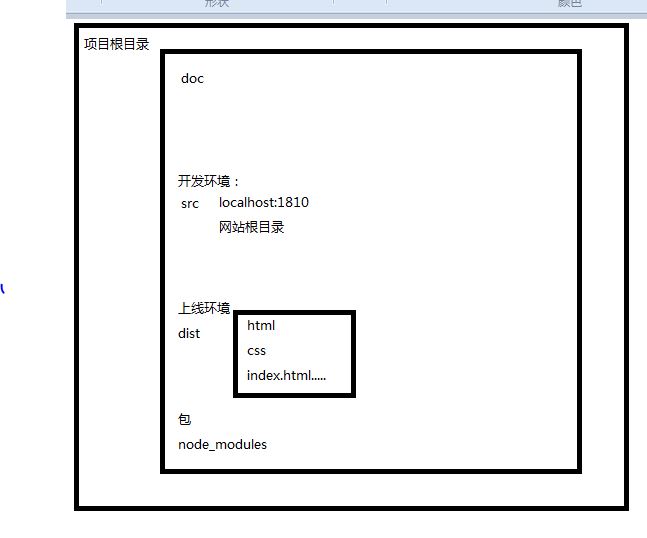 形状
颜色
项目根目录
doc
开发环境：
src localhost:1810
网站根目录
上线环境
dist
html
css
index.html.....
包
node_modules